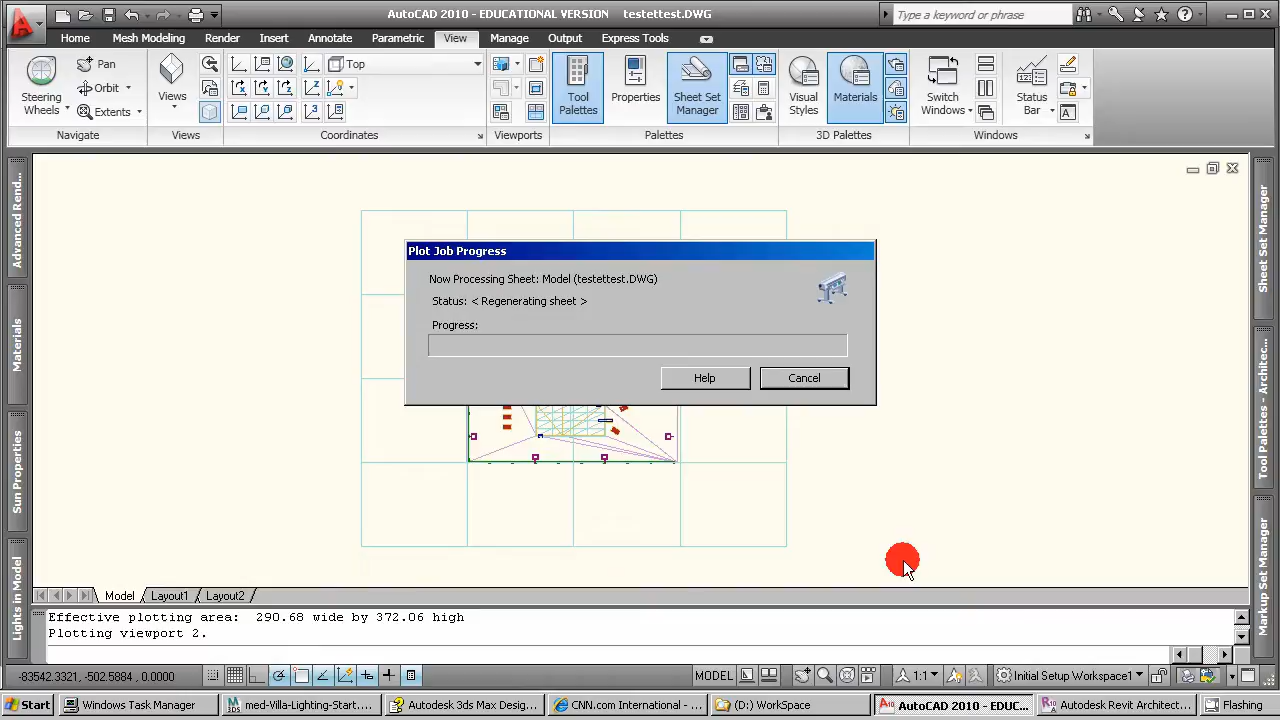 AutoCAD 2010 - EDUCATIONAL VERSION testettest.DWG
Type a keyword or phrase
Home Mesh Modeling Render Insert Annotate Parametric View Manage Output Express Tools
Steering Wheels
Pan
Orbit
Extents
Navigate
Views
Views
Top
Coordinates
Viewports
Tool Palettes
Properties
Sheet Set Manager
Palettes
Visual Styles
Materials
3D Palettes
Switch Windows
Status Bar
Windows
Advanced Rend...
Materials
Sun Properties
Lights in Model
Plot Job Progress
Now Processing Sheet: Model (testettest.DWG)
Status: < Regenerating sheet >
Progress:
Help Cancel
Sheet Set Manager
Tool Palettes - Architec...
Markup Set Manager
Model Layout1 Layout2
Effective plotting area: 290.68 wide by 372.06 high
Plotting viewport 2.
-83542.3321, -502.5884, 0.0000
MODEL
1:1
Initial Setup Workspace1
Start
Windows Task Manager
med-Villa-Lighting-Start....
Autodesk 3ds Max Desig...
CNN.com International - ...
(D:) WorkSpace
AutoCAD 2010 - EDUC...
Autodesk Revit Architect...
Flashing